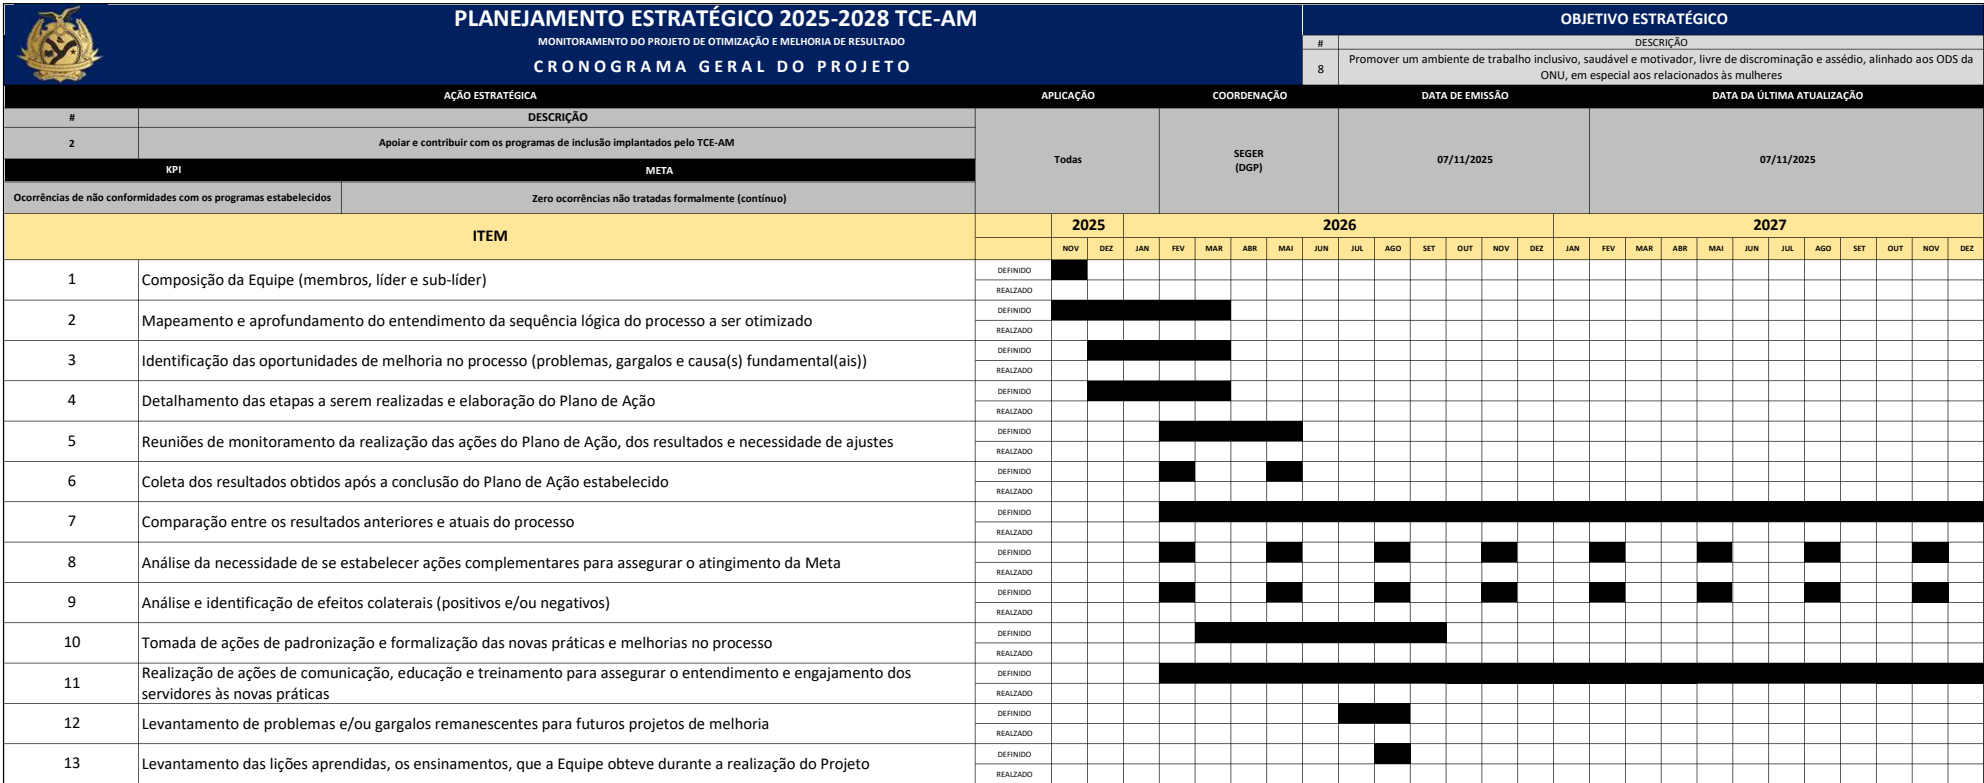 PLANEJAMENTO ESTRATÉGICO 2025-2028 TCE-AM
MONITORAMENTO DO PROJETO DE OTIMIZAÇÃO E MELHORIA DE RESULTADO
CRONOGRAMA GERAL DO PROJETO
OBJETIVO ESTRATÉGICO
# DESCRIÇÃO
8 Promover um ambiente de trabalho inclusivo, saudável e motivador, livre de discriminação e assédio, alinhado aos ODS da
ONU, em especial aos relacionados às mulheres
AÇÃO ESTRATÉGICA APLICAÇÃO COORDENAÇÃO DATA DE EMISSÃO DATA DA ÚLTIMA ATUALIZAÇÃO
# DESCRIÇÃO
2 Apoiar e contribuir com os programas de inclusão implantados pelo TCE-AM
Todas
SEGER
(DGP)
07/11/2025
07/11/2025
KPI META
Ocorrências de não conformidades com os programas estabelecidos Zero ocorrências não tratadas formalmente (contínuo)
ITEM 2025 2026 2027
NOV DEZ JAN FEV MAR ABR MAI JUN JUL AGO SET OUT NOV DEZ JAN FEV MAR ABR MAI JUN JUL AGO SET OUT NOV DEZ
1 Composição da Equipe (membros, líder e sub-líder)
DEFINIDO
REALZADO
2 Mapeamento e aprofundamento do entendimento da sequência lógica do processo a ser otimizado
DEFINIDO
REALZADO
3 Identificação das oportunidades de melhoria no processo (problemas, gargalos e causa(s) fundamental(ais))
DEFINIDO
REALZADO
4 Detalhamento das etapas a serem realizadas e elaboração do Plano de Ação
DEFINIDO
REALZADO
5 Reuniões de monitoramento da realização das ações do Plano de Ação, dos resultados e necessidade de ajustes
DEFINIDO
REALZADO
6 Coleta dos resultados obtidos após a conclusão do Plano de Ação estabelecido
DEFINIDO
REALZADO
7 Comparação entre os resultados anteriores e atuais do processo
DEFINIDO
REALZADO
8 Análise da necessidade de se estabelecer ações complementares para assegurar o atingimento da Meta
DEFINIDO
REALZADO
9 Análise e identificação de efeitos colaterais (positivos e/ou negativos)
DEFINIDO
REALZADO
10 Tomada de ações de padronização e formalização das novas práticas e melhorias no processo
DEFINIDO
REALZADO
11 Realização de ações de comunicação, educação e treinamento para assegurar o entendimento e engajamento dos
servidores às novas práticas
DEFINIDO
REALZADO
12 Levantamento de problemas e/ou gargalos remanescentes para futuros projetos de melhoria
DEFINIDO
REALZADO
13 Levantamento das lições aprendidas, os ensinamentos, que a Equipe obteve durante a realização do Projeto
DEFINIDO
REALZADO